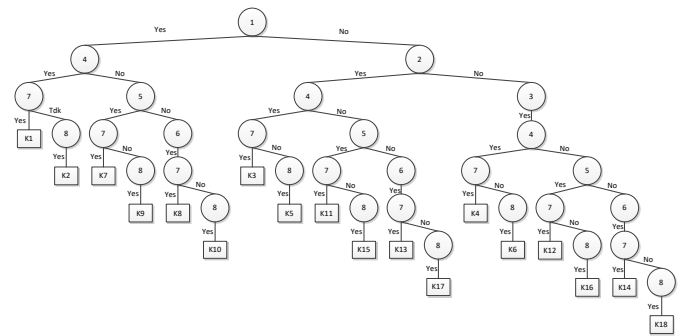 1
Yes
No
4
2
Yes
No
Yes
No
7
5
4
3
Tdk
Yes
No
Yes
No
Yes
Yes
8
7
6
7
5
4
K1
Yes
Yes
No
Yes
Yes
No
Yes
No
Yes
No
K2
K7
8
7
K3
8
7
6
7
5
Yes
No
Yes
Yes
No
Yes
Yes
No
Yes
No
K9
K8
8
K5
K11
8
7
K4
8
7
6
Yes
Yes
No
Yes
Yes
No
Yes
K10
K15
K13
8
K6
K12
8
7
Yes
Yes
Yes
No
K17
K16
K14
8
Yes
K18